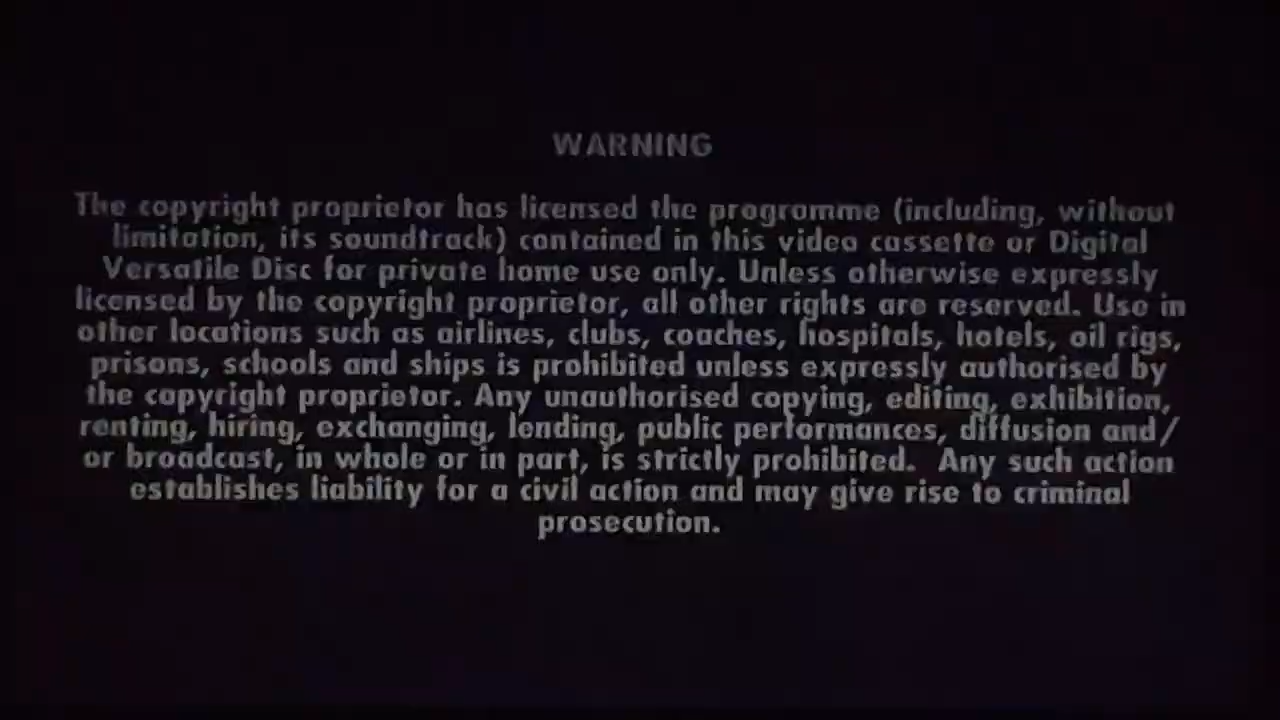 WARNING
The copyright proprietor has licensed the programme (including, without
limitation, its soundtrack) contained in this video cassette or Digital
Versatile Disc for private home use only. Unless otherwise expressly
licensed by the copyright proprietor, all other rights are reserved. Use in
other locations such as airlines, clubs, coaches, hospitals, hotels, oil rigs,
prisons, schools and ships is prohibited unless expressly authorised by
the copyright proprietor. Any unauthorised copying, editing, exhibition,
renting, hiring, exchanging, lending, public performances, diffusion and/
or broadcast, in whole or in part, is strictly prohibited.  Any such action
establishes liability for a civil action and may give rise to criminal
prosecution.